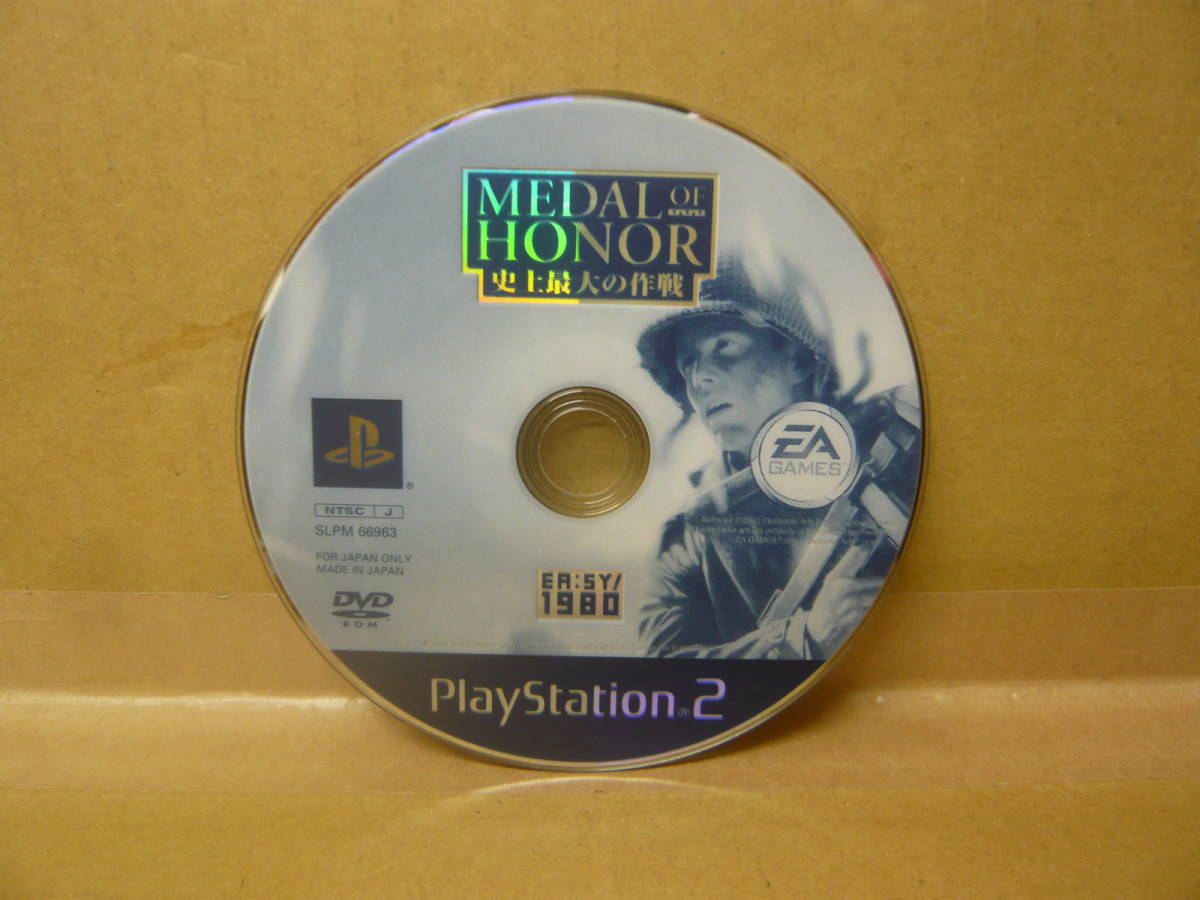 MEDAL OF
HONOR
史上最大の作戦
EA
GAMES
®
NTSC J
SLPM 66963
FOR JAPAN ONLY
MADE IN JAPAN
DVD
ROM
EA:SY!
1980
PlayStation®2